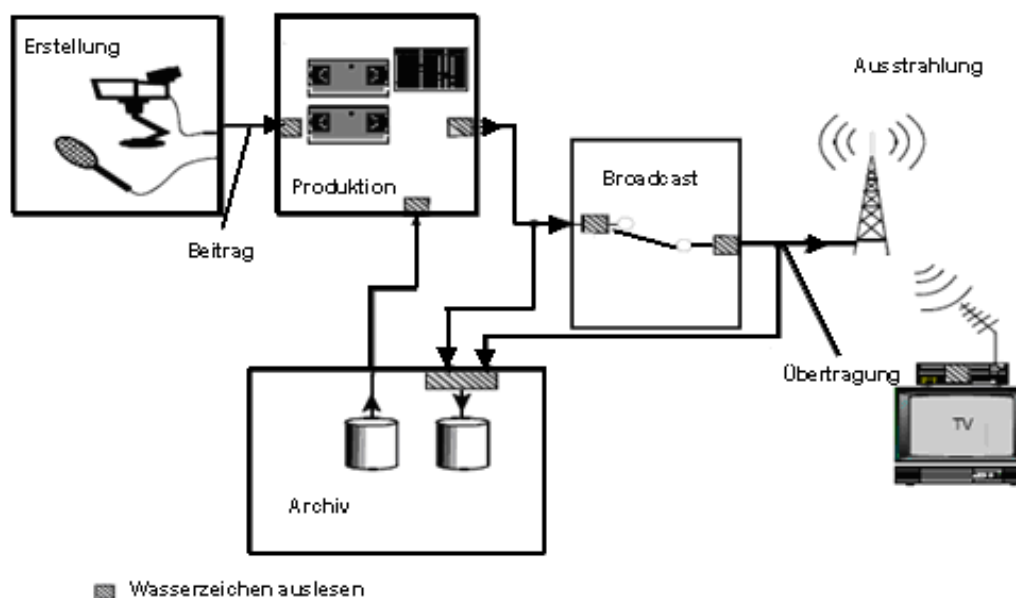 Erstellung
Ausstrahlung
Broadcast
Produktion
Beitrag
Übertragung
TV
Archiv
Wasserzeichen auslesen